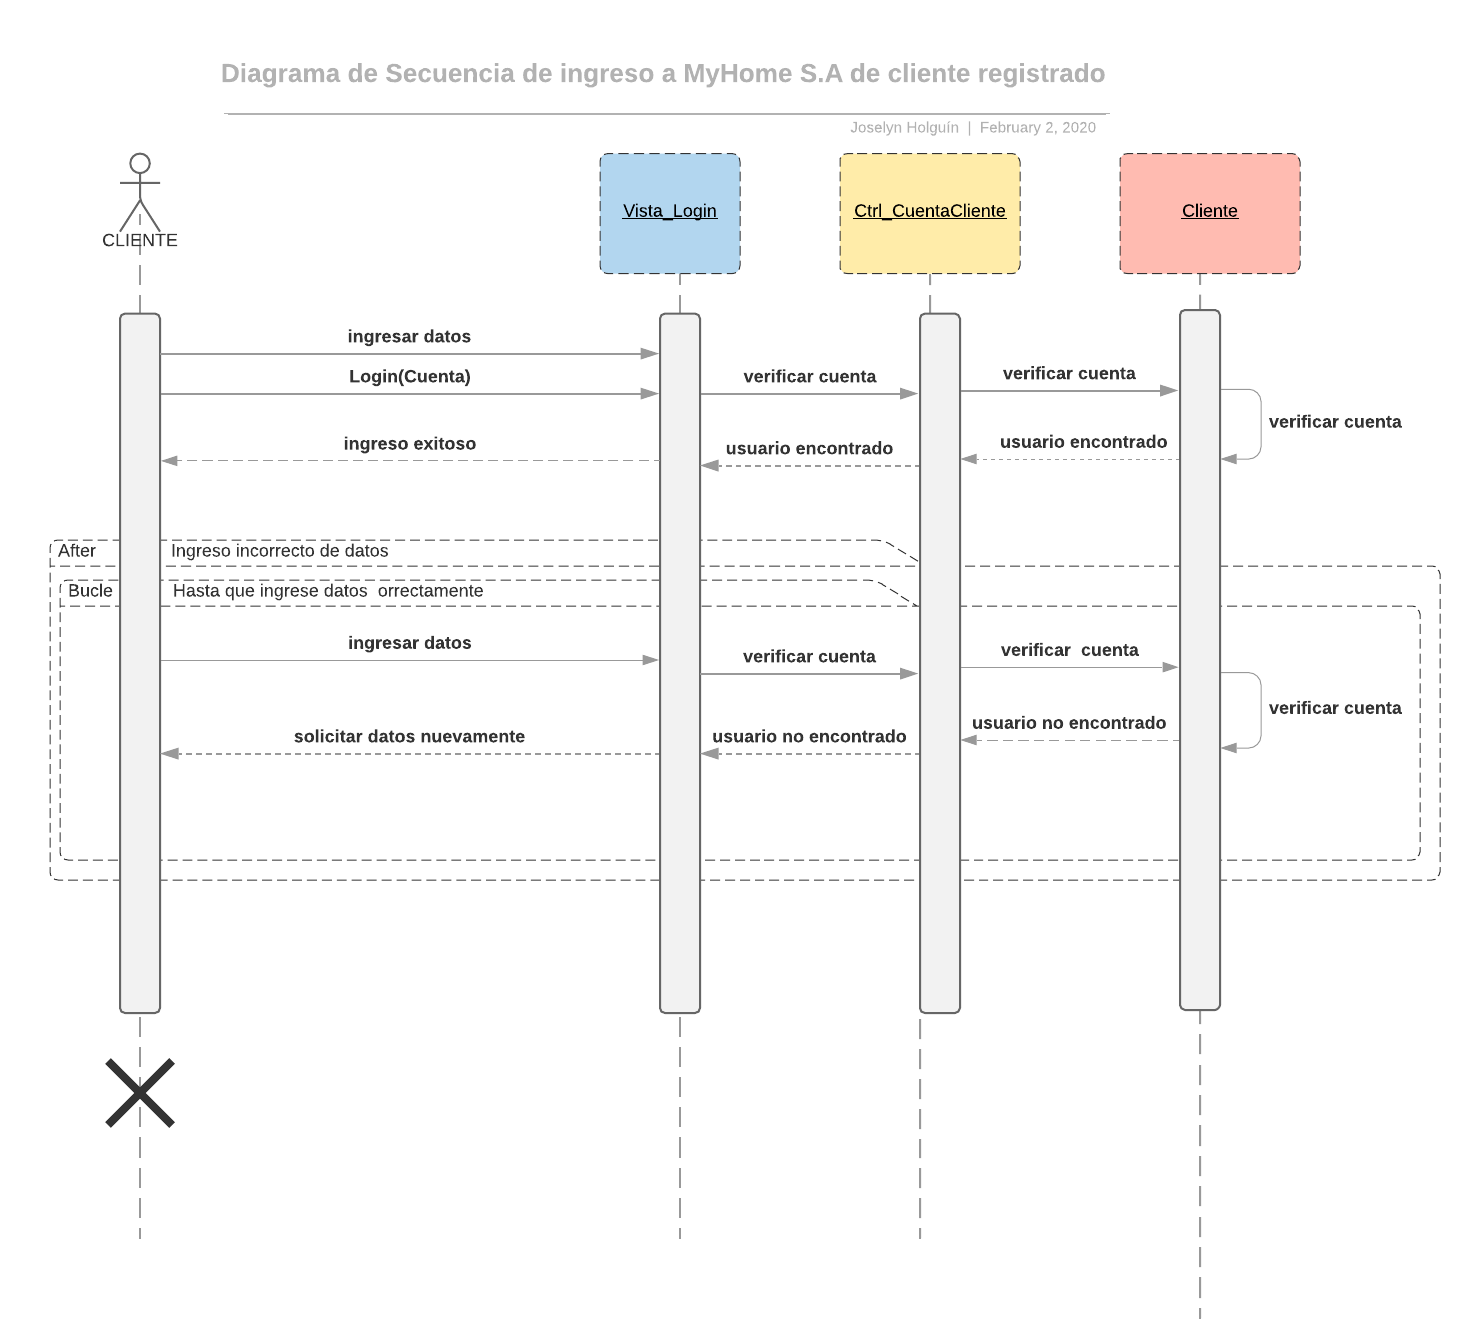 Diagrama de Secuencia de ingreso a MyHome S.A de cliente registrado
Joselyn Holguín | February 2, 2020
CLIENTE
Vista_Login
Ctrl_CuentaCliente
Cliente
ingresar datos
Login(Cuenta)
verificar cuenta
verificar cuenta
verificar cuenta
ingreso exitoso
usuario encontrado
usuario encontrado
After
Ingreso incorrecto de datos
Bucle
Hasta que ingrese datos  orrectamente
ingresar datos
verificar cuenta
verificar  cuenta
verificar cuenta
solicitar datos nuevamente
usuario no encontrado
usuario no encontrado